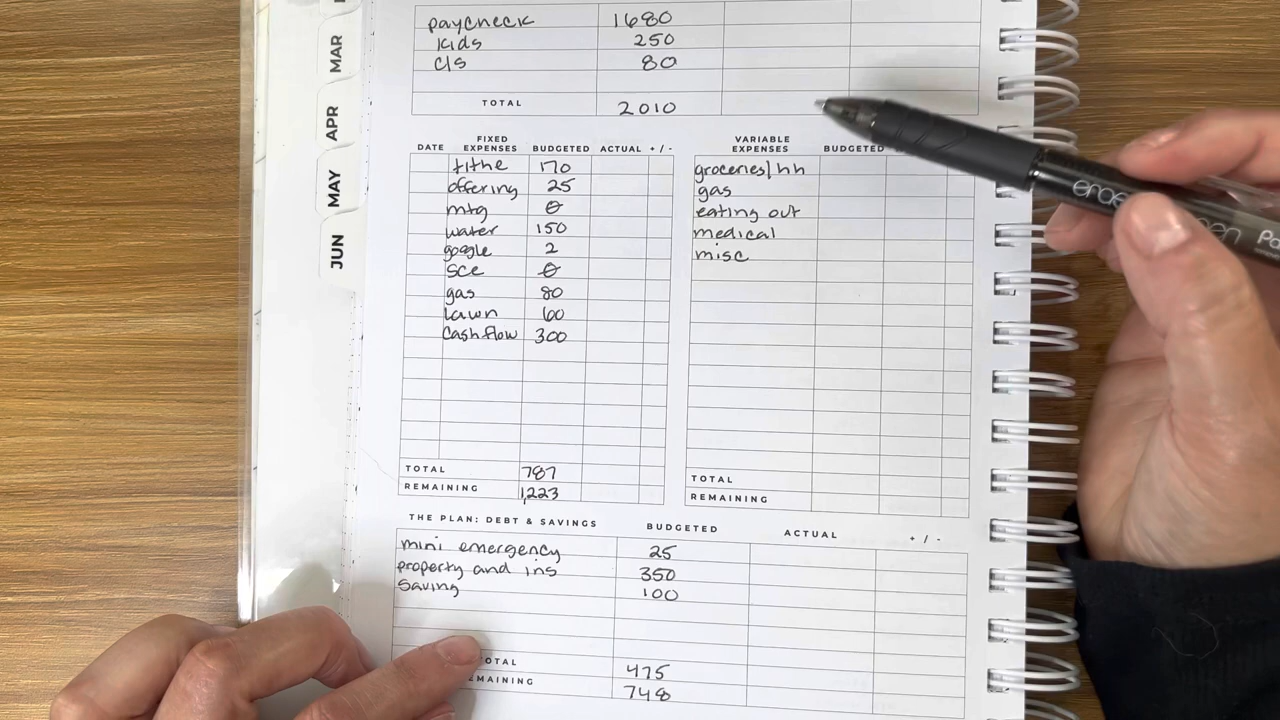 MAR
APR
MAY
JUN
paycheck 1680
kids 250
c/s 80
TOTAL 2010
DATE FIXED EXPENSES BUDGETED ACTUAL + / -
tithe 170
offering 25
mtg 0
water 150
google 2
sce 0
gas 80
lawn 60
cashflow 300
TOTAL 787
REMAINING 1,223
VARIABLE EXPENSES BUDGETED
groceries/hh
gas
eating out
medical
misc
TOTAL
REMAINING
THE PLAN: DEBT & SAVINGS BUDGETED ACTUAL + / -
mini emergency 25
property and ins 350
saving 100
OTAL 475
EMAINING 748